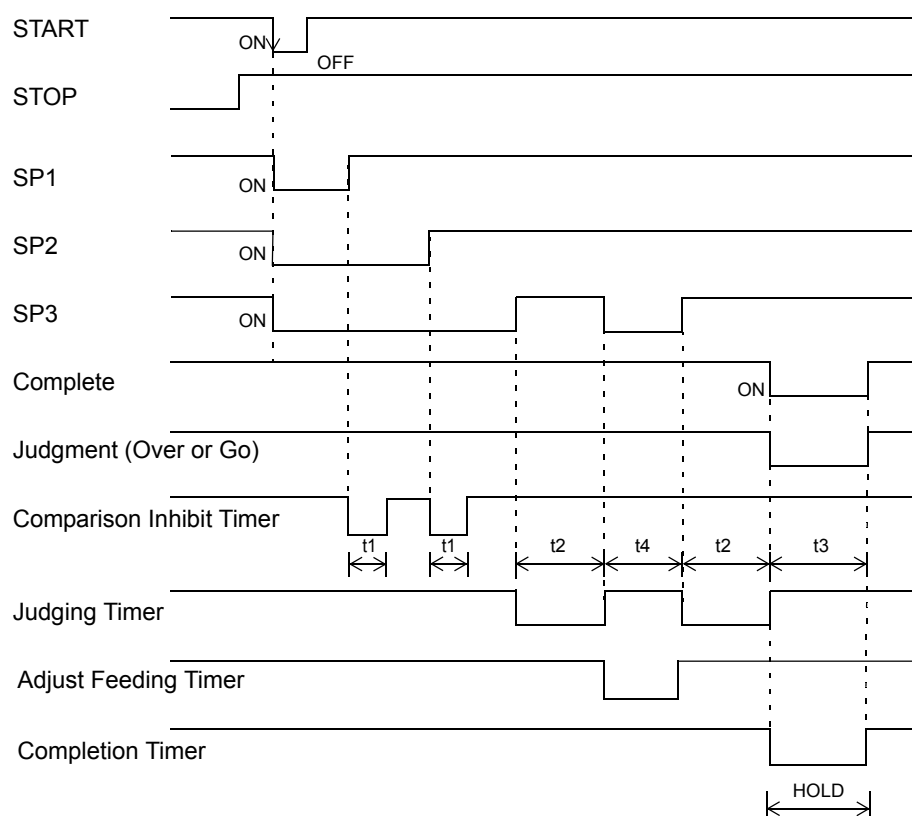 START
ON
OFF
STOP
SP1
ON
SP2
ON
SP3
ON
Complete
ON
Judgment (Over or Go)
Comparison Inhibit Timer
t1 t1 t2 t4 t2 t3
Judging Timer
Adjust Feeding Timer
Completion Timer
HOLD